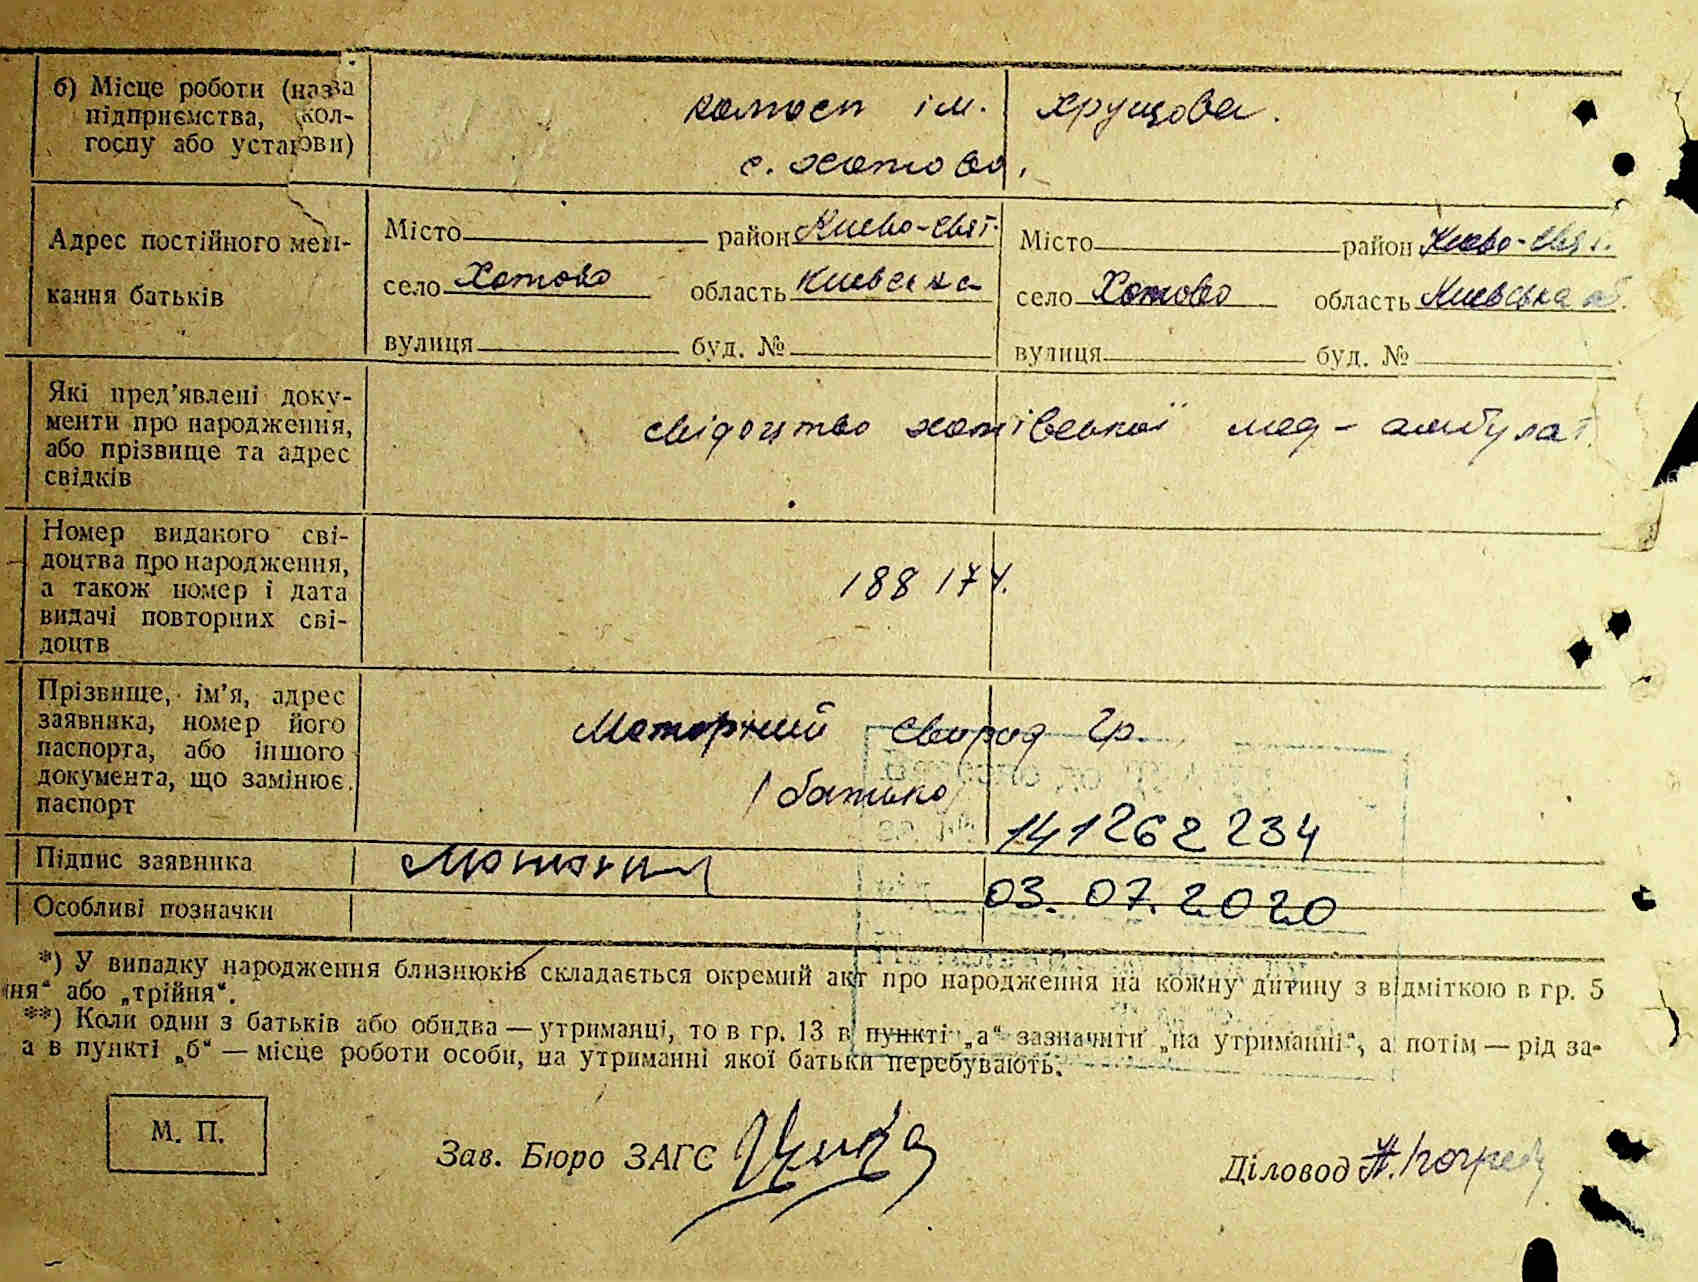 б) Місце роботи (назва
підприємства, кол-
госпу або установи)
колгосп ім. Хрущова.
с. Хотово.
Адрес постійного меш-
кання батьків
Місто район Києво-Свят.
село Хотово область Київська
вулиця буд. №
Місто район Києво-Свят.
село Хотово область Київська об.
вулиця буд. №
Які пред'явлені доку-
менти про народження,
або прізвище та адрес
свідків
свідоцтво Хотівської мед-амбулат.
Номер виданого сві-
доцтва про народження,
а також номер і дата
видачі повторних сві-
доцтв
188174.
Прізвище, ім'я, адрес
заявника, номер його
паспорта, або іншого
документа, що замінює
паспорт
Моторний Свирид Гр.
/батько/
141262234
Підпис заявника
03.07.2020
Особливі позначки
*) У випадку народження близнюків складається окремий акт про народження на кожну дитину з відміткою в гр. 5
йня" або „трійня".
**) Коли один з батьків або обидва — утриманці, то в гр. 13 в пункті „а" зазначити „на утриманні", а потім — рід за-
а в пункті „б" — місце роботи особи, на утриманні якої батьки перебувають.
М. П.
Зав. Бюро ЗАГС
Діловод